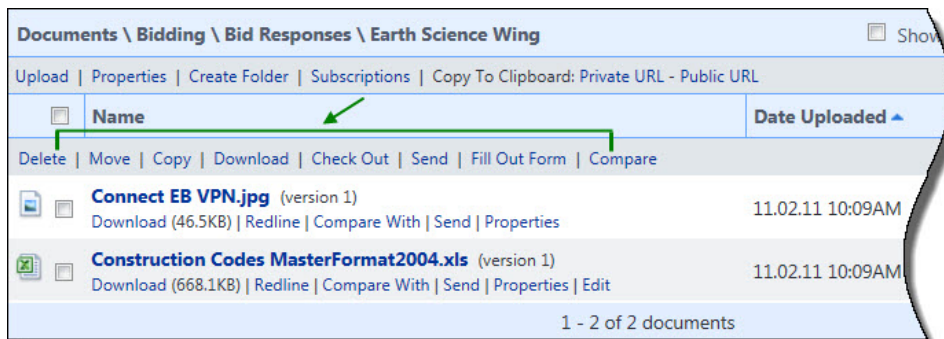 Documents \ Bidding \ Bid Responses \ Earth Science Wing Show
Upload | Properties | Create Folder | Subscriptions | Copy To Clipboard: Private URL - Public URL
Name Date Uploaded
Delete | Move | Copy | Download | Check Out | Send | Fill Out Form | Compare
Connect EB VPN.jpg (version 1)
Download (46.5KB) | Redline | Compare With | Send | Properties
11.02.11 10:09AM
Construction Codes MasterFormat2004.xls (version 1)
Download (668.1KB) | Redline | Compare With | Send | Properties | Edit
11.02.11 10:09AM
1 - 2 of 2 documents